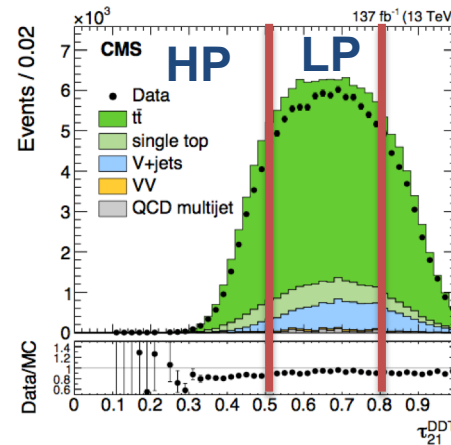 ×10³
137 fb⁻¹ (13 TeV
CMS
HP
LP
Events / 0.02
7
6
5
4
3
2
1
0
Data
tt̄
single top
V+jets
VV
QCD multijet
Data/MC
1.4
1.2
1
0.8
0.6
0
0.1
0.2
0.3
0.4
0.5
0.6
0.7
0.8
0.9
τ₂₁ᴰᴰᵀ